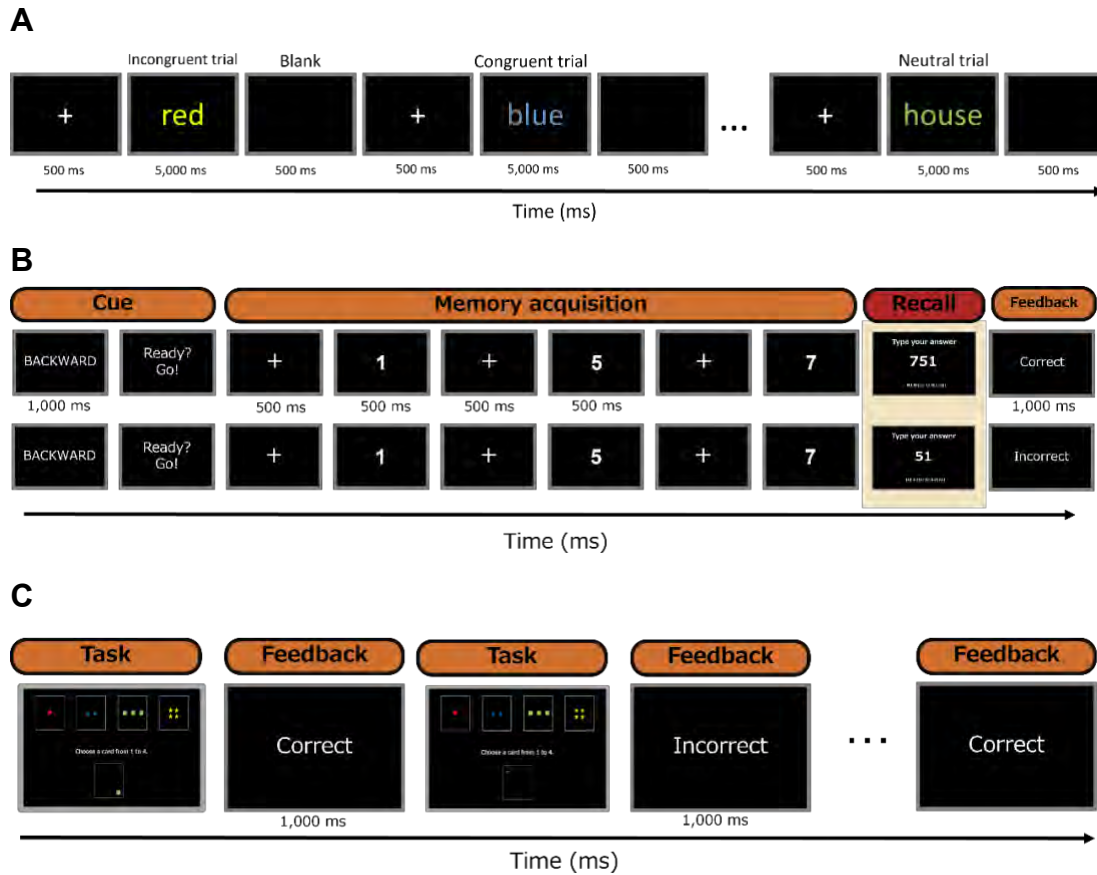 A
Incongruent trial Blank Congruent trial Neutral trial
+ red + blue ... + house
500 ms 5,000 ms 500 ms 500 ms 5,000 ms 500 ms 500 ms 5,000 ms 500 ms
Time (ms)
B
Cue Memory acquisition Recall Feedback
BACKWARD Ready? Go! + 1 + 5 + 7 Type your answer 751 Correct
1,000 ms 500 ms 500 ms 500 ms 500 ms 1,000 ms
BACKWARD Ready? Go! + 1 + 5 + 7 Type your answer 51 Incorrect
Time (ms)
C
Task Feedback Task Feedback Feedback
Choose a card from 1 to 4. Correct Choose a card from 1 to 4. Incorrect ... Correct
1,000 ms 1,000 ms
Time (ms)